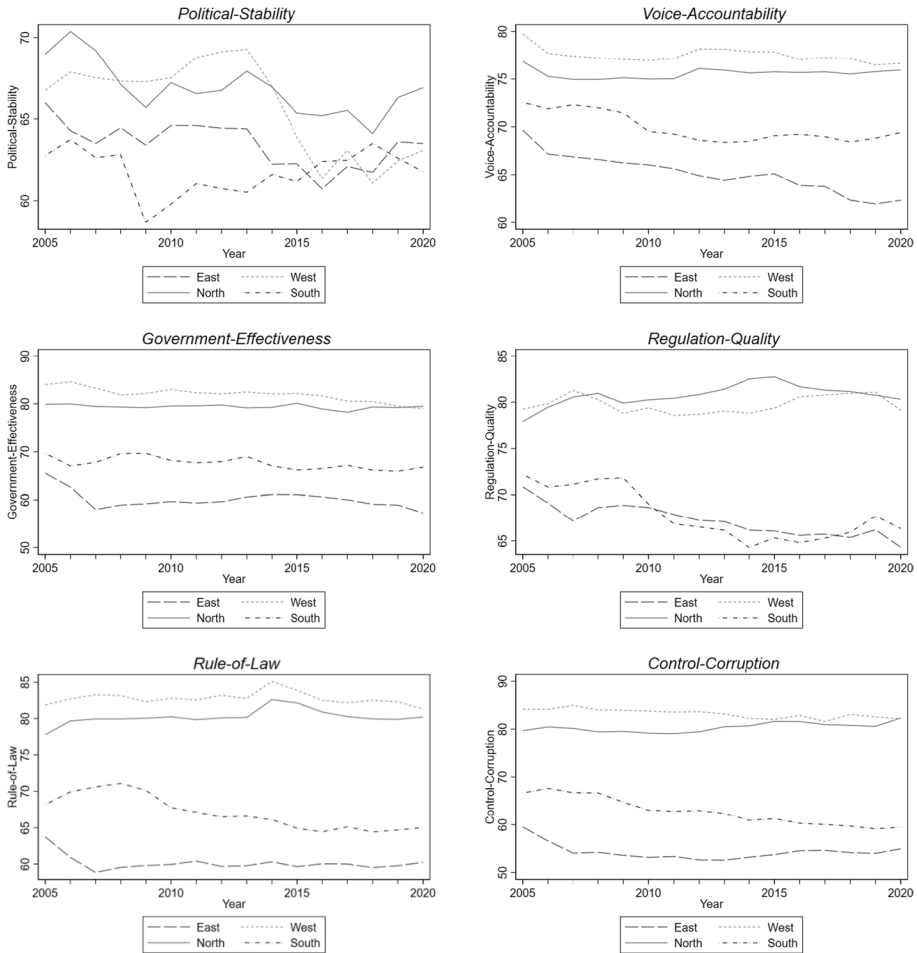 Political-Stability
Political-Stability
70
65
60
2005 2010 2015 2020
Year
East West
North South
Voice-Accountability
Voice-Accountability
80
75
70
65
60
2005 2010 2015 2020
Year
East West
North South
Government-Effectiveness
Government-Effectiveness
90
80
70
60
50
2005 2010 2015 2020
Year
East West
North South
Regulation-Quality
Regulation-Quality
85
80
75
70
65
2005 2010 2015 2020
Year
East West
North South
Rule-of-Law
Rule-of-Law
85
80
75
70
65
60
2005 2010 2015 2020
Year
East West
North South
Control-Corruption
Control-Corruption
90
80
70
60
50
2005 2010 2015 2020
Year
East West
North South